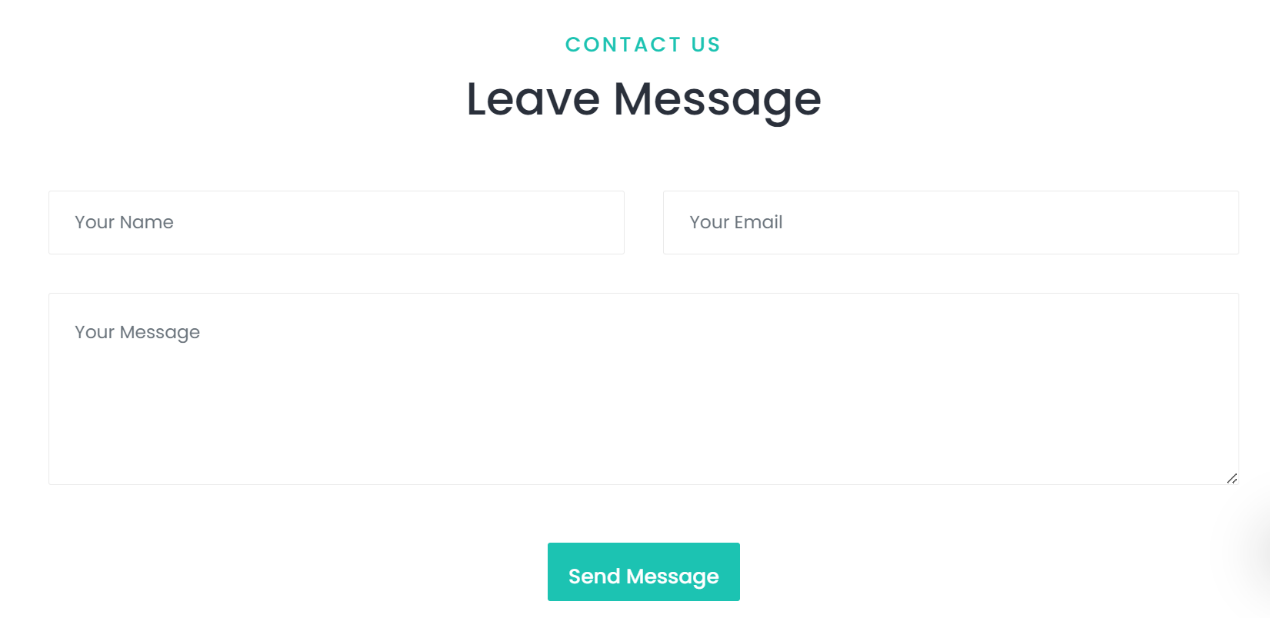 CONTACT US
Leave Message
Your Name
Your Email
Your Message
Send Message